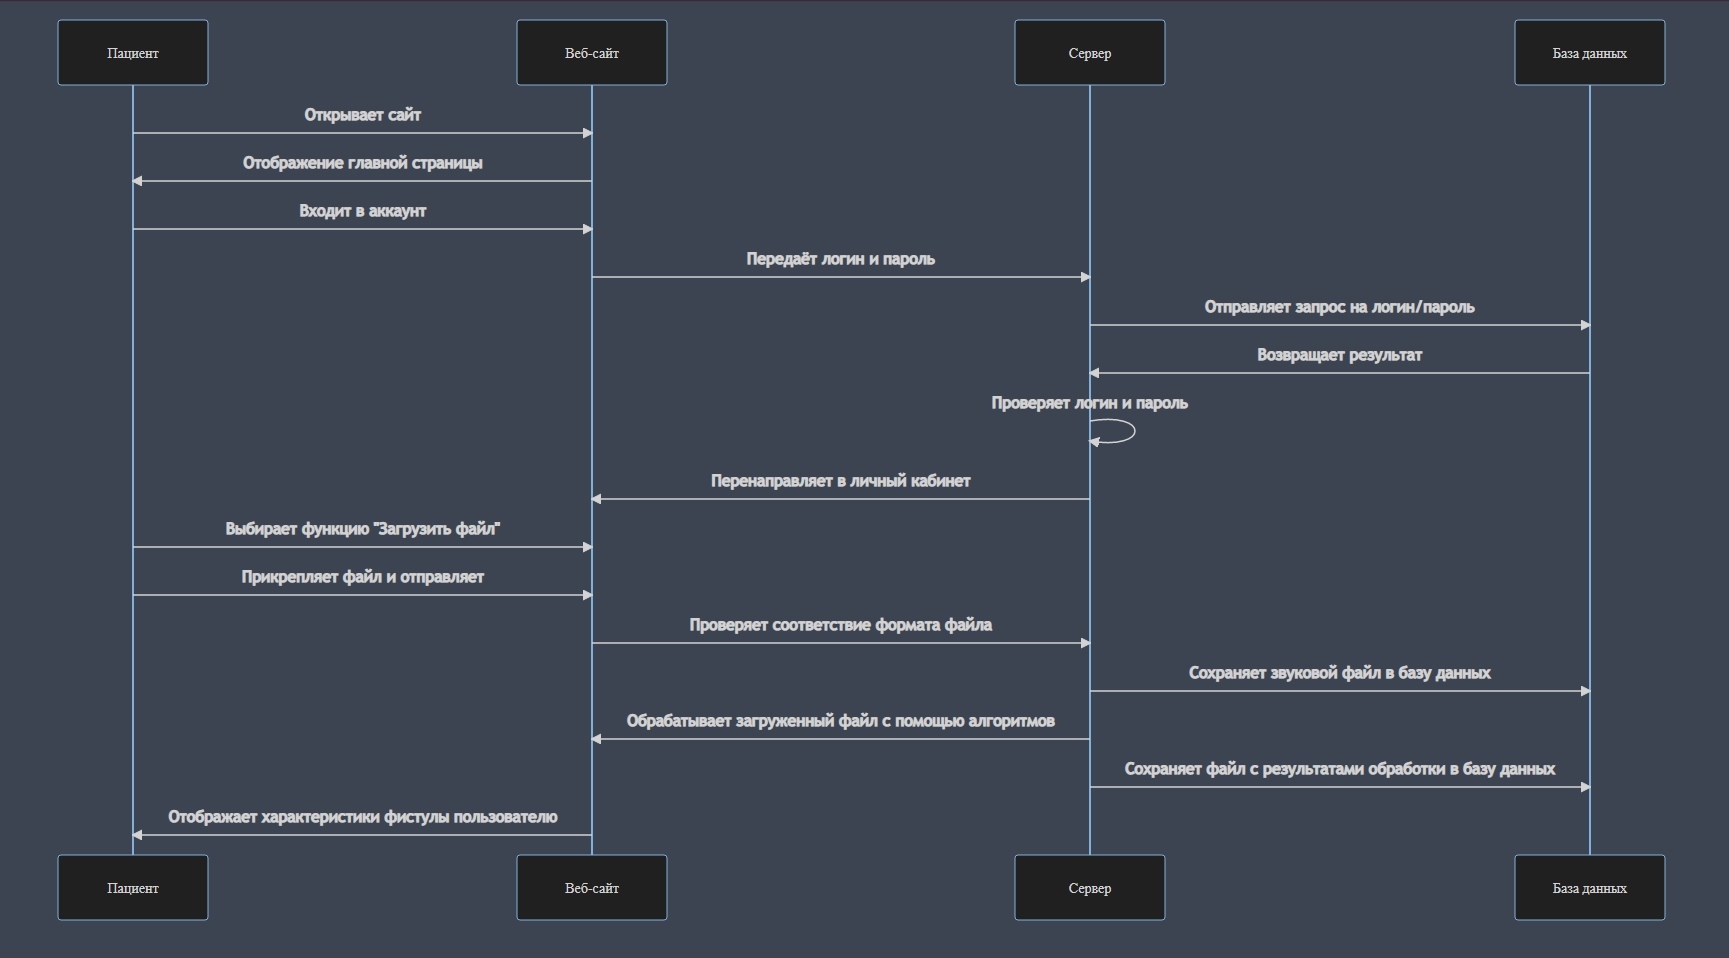 Пациент
Веб-сайт
Сервер
База данных
Открывает сайт
Отображение главной страницы
Входит в аккаунт
Передаёт логин и пароль
Отправляет запрос на логин/пароль
Возвращает результат
Проверяет логин и пароль
Перенаправляет в личный кабинет
Выбирает функцию "Загрузить файл"
Прикрепляет файл и отправляет
Проверяет соответствие формата файла
Сохраняет звуковой файл в базу данных
Обрабатывает загруженный файл с помощью алгоритмов
Сохраняет файл с результатами обработки в базу данных
Отображает характеристики фистулы пользователю
Пациент
Веб-сайт
Сервер
База данных